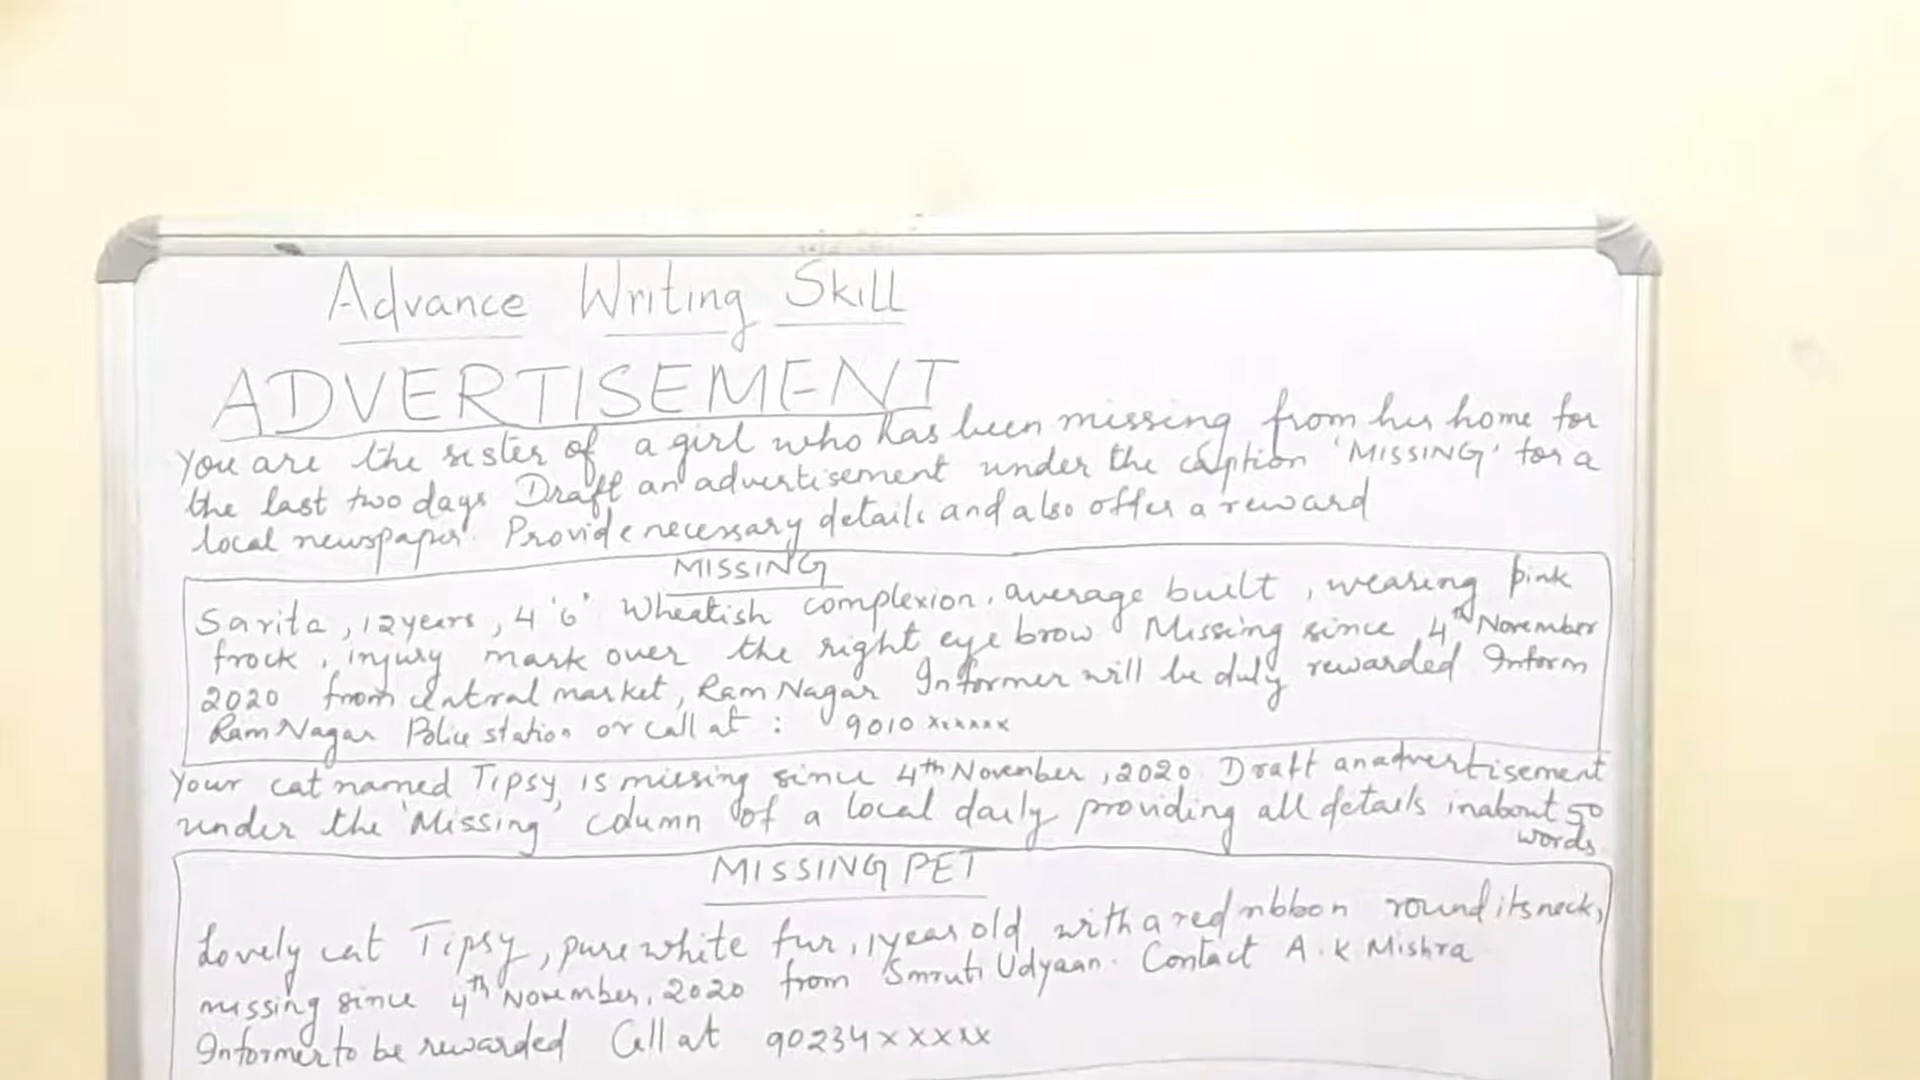 Advance Writing Skill
ADVERTISEMENT
You are the sister of a girl who has been missing from her home for
the last two days Draft an advertisement under the caption 'MISSING' for a
local newspaper. Provide necessary details and also offer a reward
MISSING
Sarita, 12 years, 4'6" Wheatish complexion, average built, wearing pink
frock, injury mark over the right eye brow Missing since 4th November
2020 from central market, Ram Nagar Informer will be duly rewarded Inform
Ram Nagar Police station or call at : 9010 xxxxxx
Your cat named Tipsy is missing since 4th November, 2020. Draft an advertisement
under the 'Missing' column of a local daily providing all details in about 50
words
MISSING PET
Lovely cat Tipsy, pure white fur, 1 year old with a red ribbon round its neck,
missing since 4th November, 2020 from Smruti Udyaan. Contact A.K Mishra
Informer to be rewarded Call at 90234xxxxx